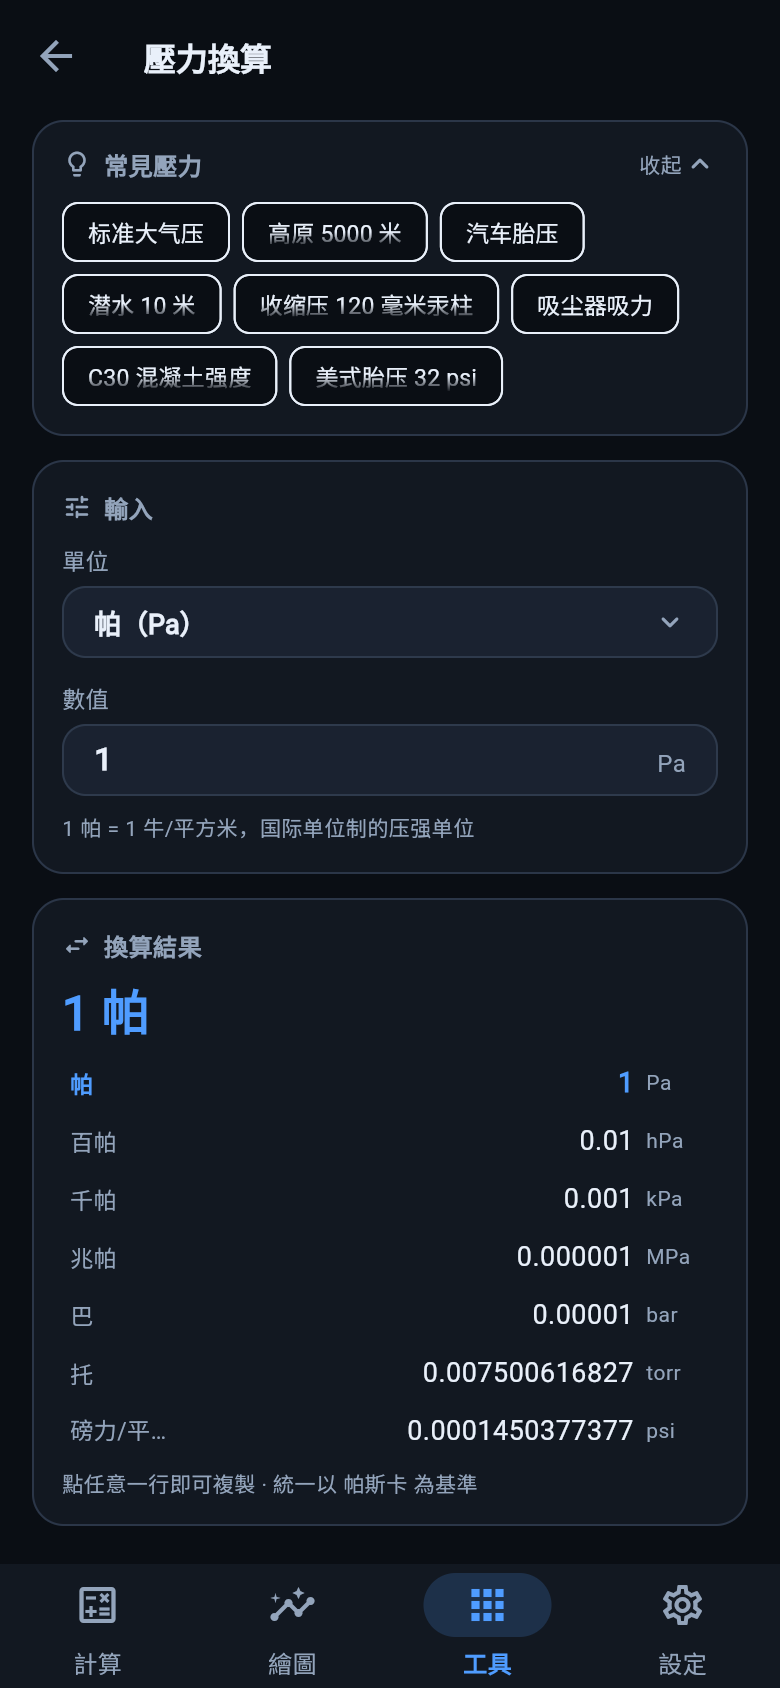 壓力換算
常見壓力
收起
标准大气压
高原 5000 米
汽车胎压
潜水 10 米
收缩压 120 毫米汞柱
吸尘器吸力
C30 混凝土强度
美式胎压 32 psi
輸入
單位
帕（Pa）
數值
1 Pa
1 帕 = 1 牛/平方米，国际单位制的压强单位
換算結果
1 帕
帕 1 Pa
百帕 0.01 hPa
千帕 0.001 kPa
兆帕 0.000001 MPa
巴 0.00001 bar
托 0.007500616827 torr
磅力/平... 0.0001450377377 psi
點任意一行即可複製 · 統一以 帕斯卡 為基準
計算
繪圖
工具
設定